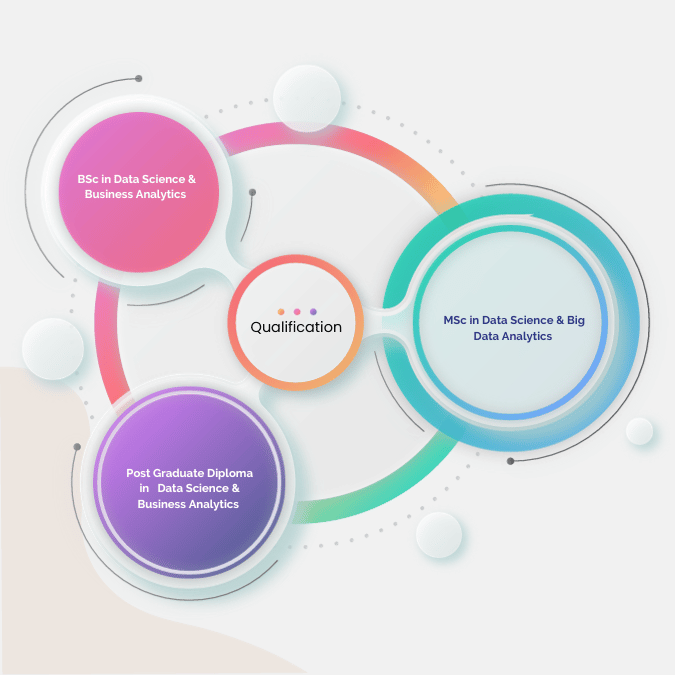 BSc in Data Science &
Business Analytics
Qualification
MSc in Data Science & Big
Data Analytics
Post Graduate Diploma
in Data Science &
Business Analytics